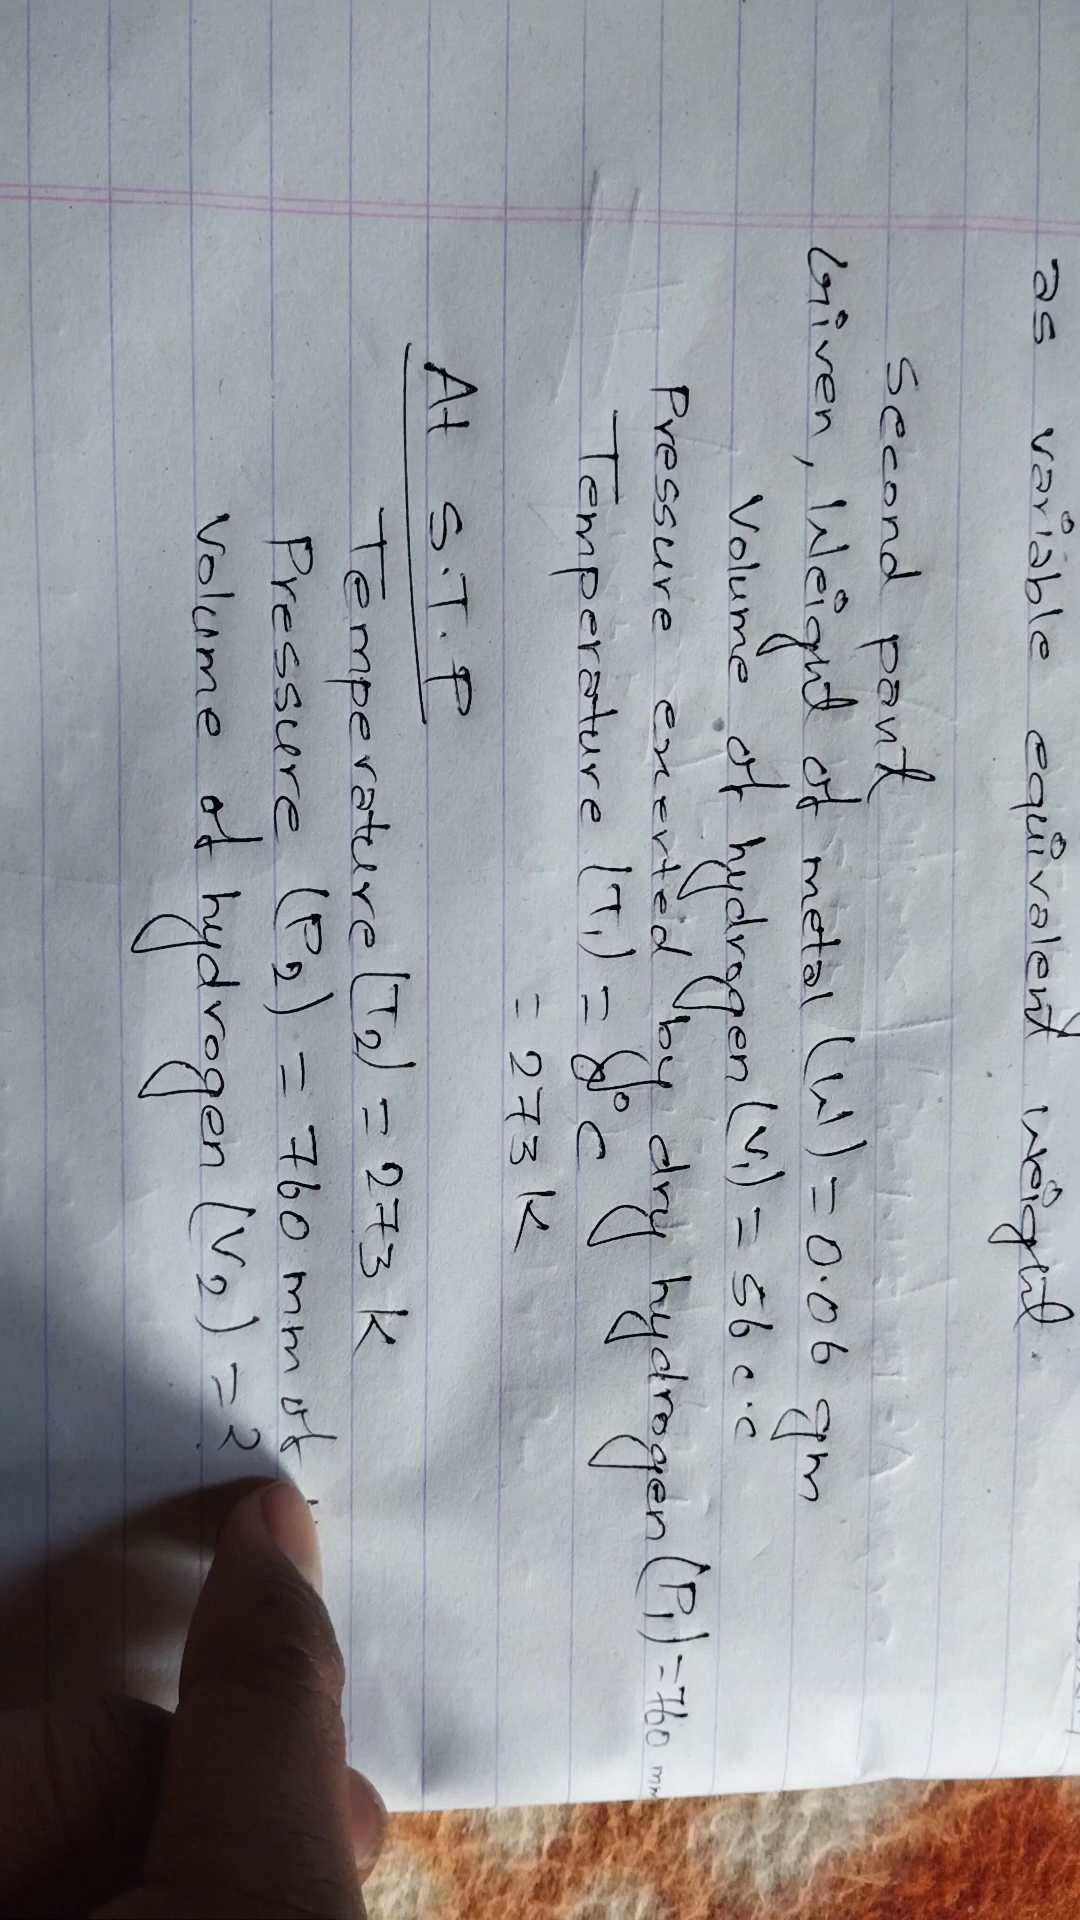 as variable equivalent weight.
Second part
Given, Weight of metal (W) = 0.06 gm
Volume of hydrogen (V1) = 56 c.c
Pressure exerted by dry hydrogen (P1) = 760 mm
Temperature (T1) = 0°C
= 273 K
At S.T.P
Temperature (T2) = 273 K
Pressure (P2) = 760 mm of
Volume of hydrogen (V2) = ?